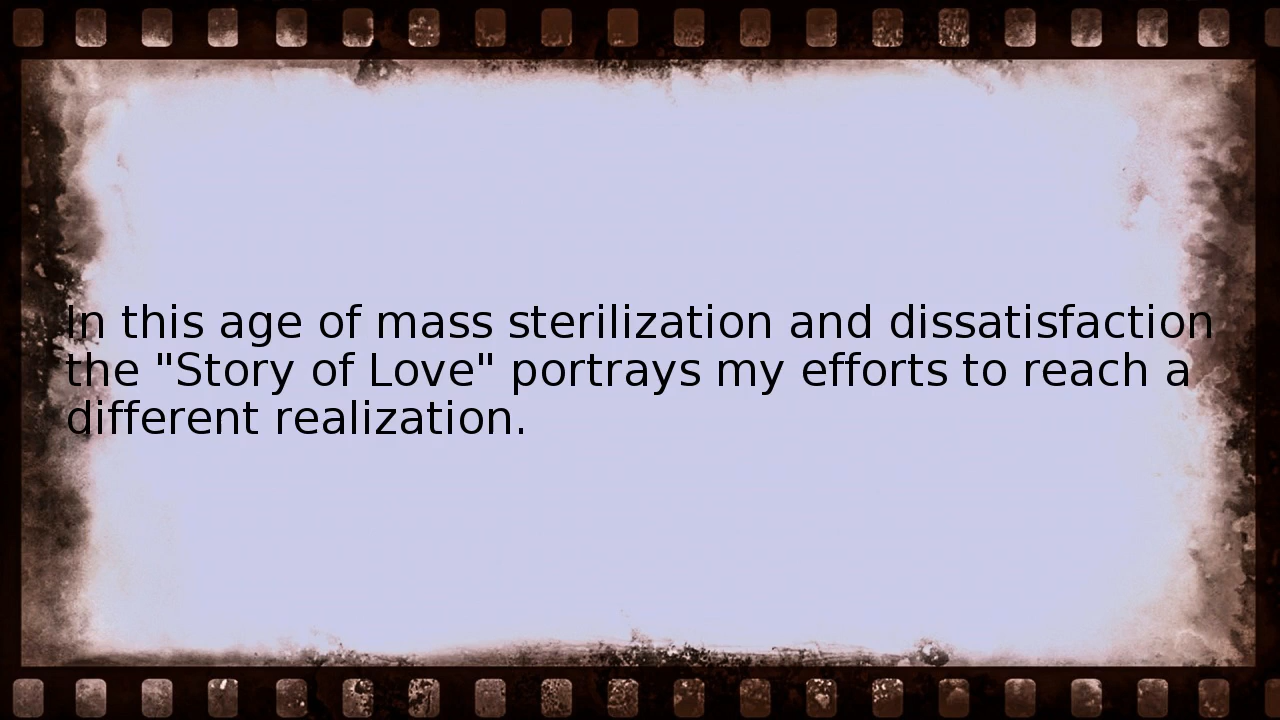 In this age of mass sterilization and dissatisfaction
the "Story of Love" portrays my efforts to reach a
different realization.